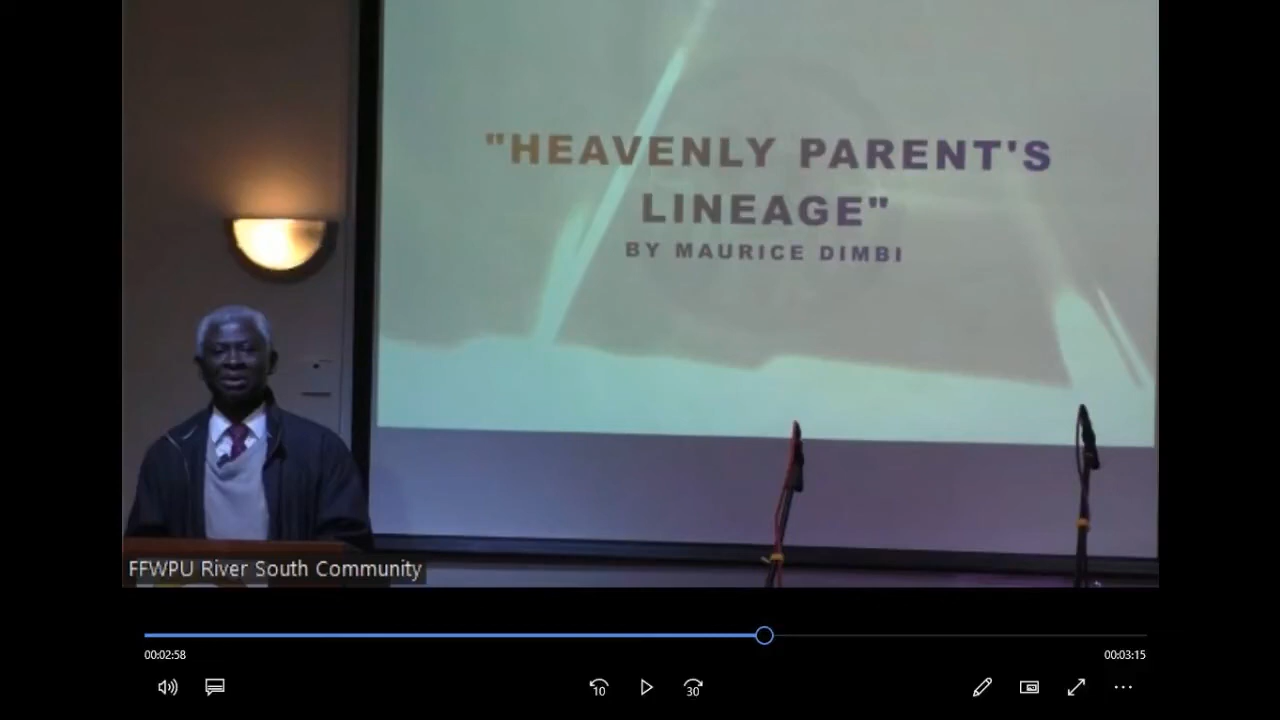 "HEAVENLY PARENT'S
LINEAGE"
BY MAURICE DIMBI
FFWPU River South Community
00:02:58
00:03:15
10
30